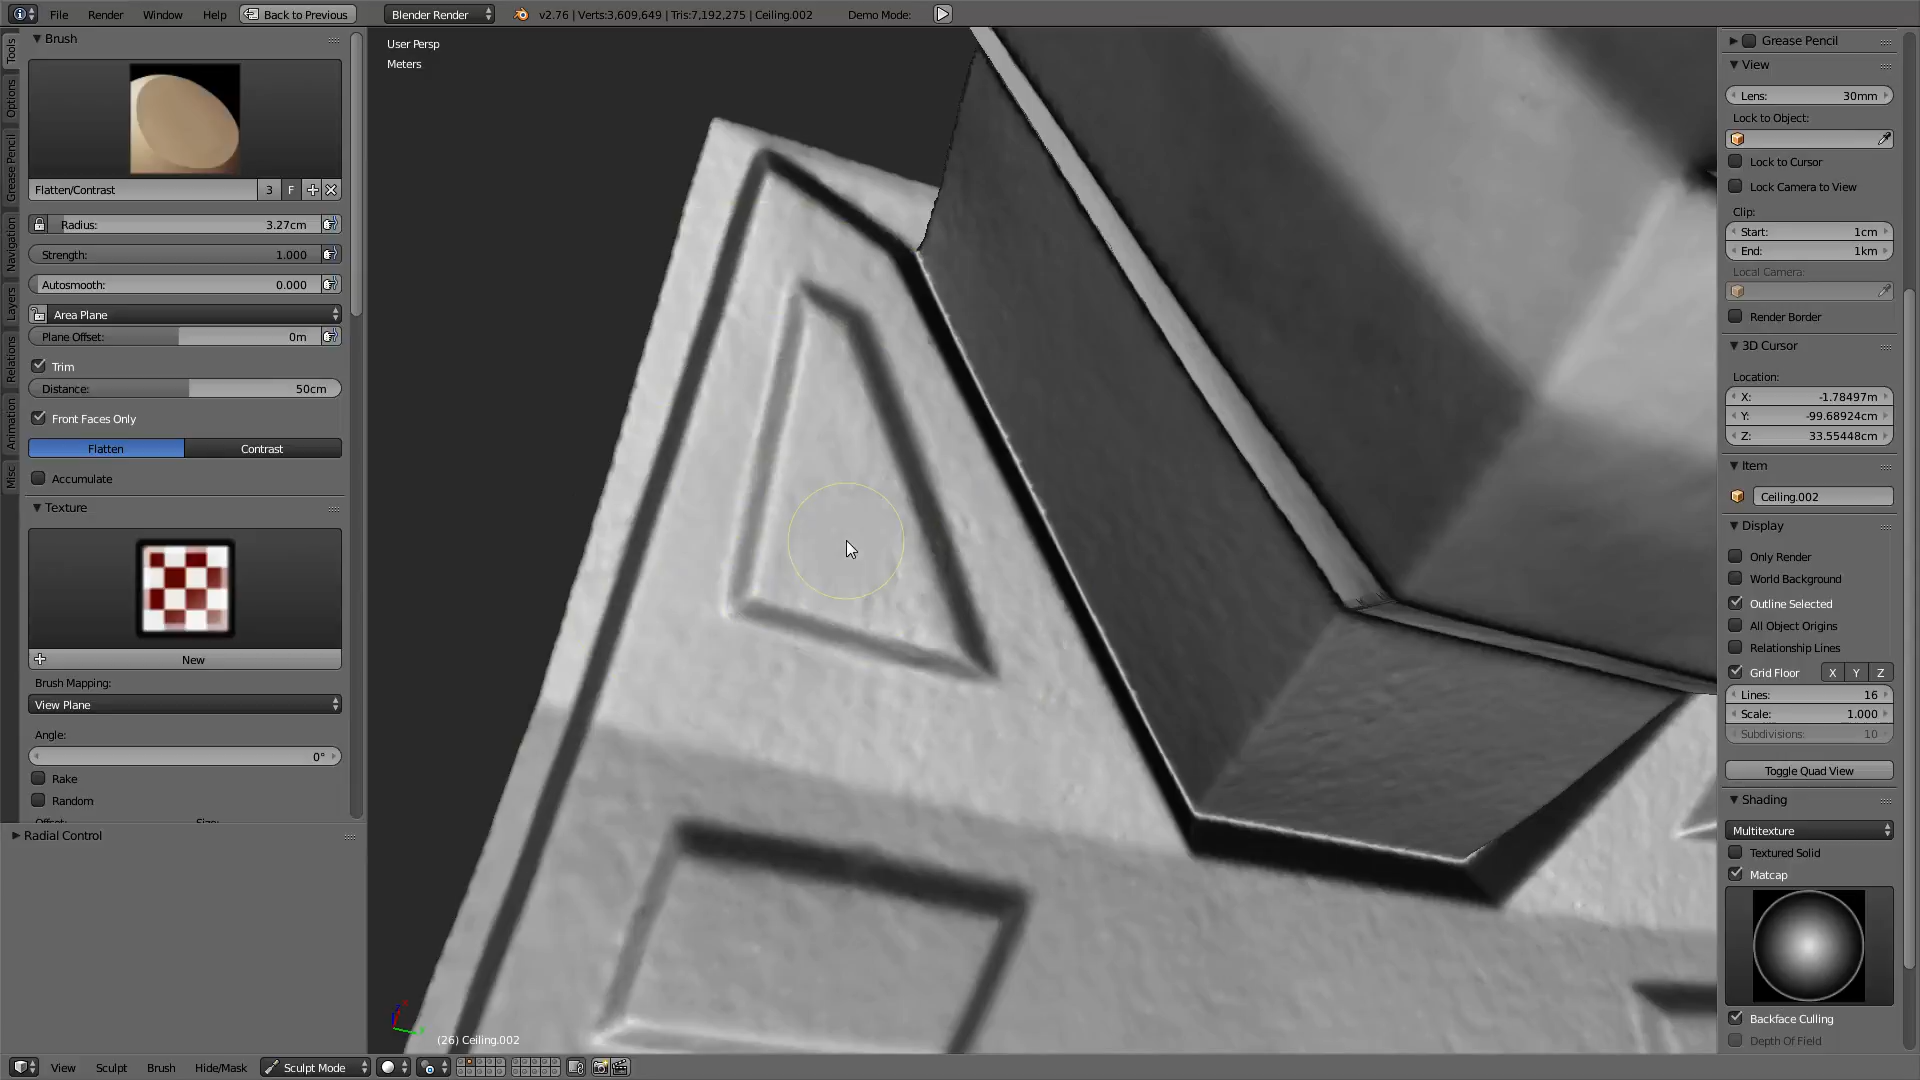 File Render Window Help Back to Previous Blender Render v2.76 | Verts:3,609,649 | Tris:7,192,275 | Ceiling.002 Demo Mode:
Tools
Options
Grease Pencil
Navigation
Layers
Relations
Animation
Misc
Brush
Flatten/Contrast 3 F
Radius: 3.27cm
Strength: 1.000
Autosmooth: 0.000
Area Plane
Plane Offset: 0m
Trim
Distance: 50cm
Front Faces Only
Flatten Contrast
Accumulate
Texture
New
Brush Mapping:
View Plane
Angle:
0°
Rake
Random
Offset: Size:
Radial Control
User Persp
Meters
(26) Ceiling.002
Grease Pencil
View
Lens: 30mm
Lock to Object:
Lock to Cursor
Lock Camera to View
Clip:
Start: 1cm
End: 1km
Local Camera:
Render Border
3D Cursor
Location:
X: -1.78497m
Y: -99.68924cm
Z: 33.55448cm
Item
Ceiling.002
Display
Only Render
World Background
Outline Selected
All Object Origins
Relationship Lines
Grid Floor X Y Z
Lines: 16
Scale: 1.000
Subdivisions: 10
Toggle Quad View
Shading
Multitexture
Textured Solid
Matcap
Backface Culling
Depth Of Field
View Sculpt Brush Hide/Mask Sculpt Mode